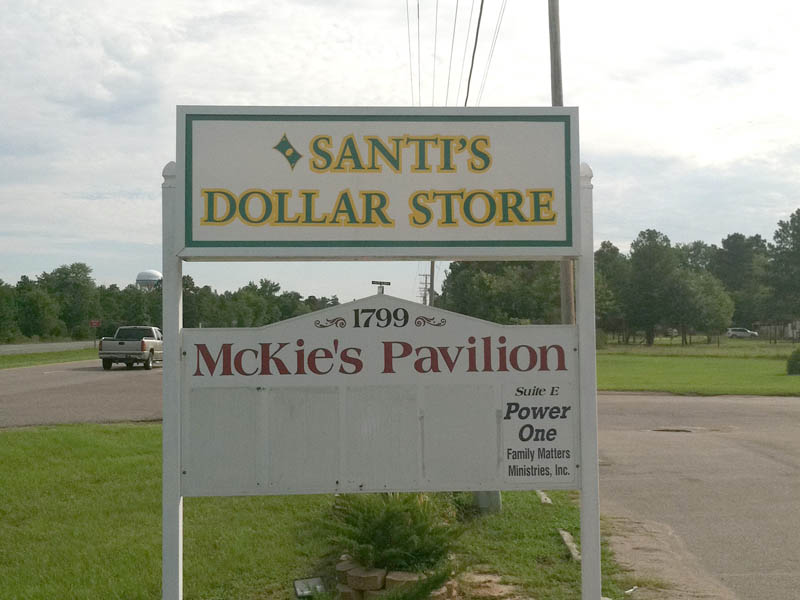 SANTI'S
DOLLAR STORE
1799
McKie's Pavilion
Suite E
Power
One
Family Matters
Ministries, Inc.